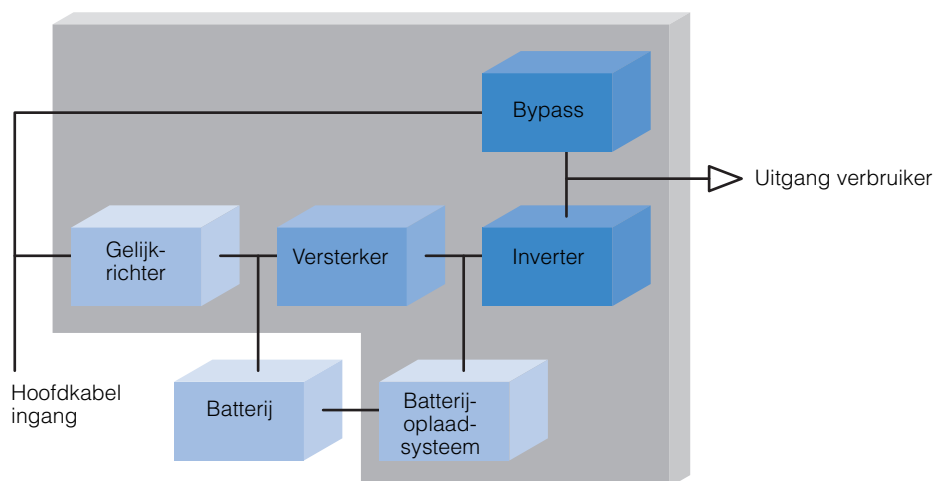 Bypass
Uitgang verbruiker
Gelijk-
richter
Versterker
Inverter
Hoofdkabel
ingang
Batterij
Batterij-
oplaad-
systeem